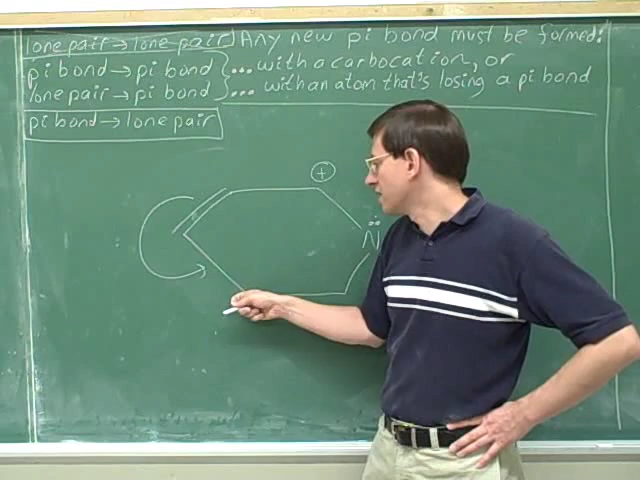 lone pair → lone pair Any new pi bond must be formed:
pi bond → pi bond ... with a carbocation, or
lone pair → pi bond ... with an atom that's losing a pi bond
pi bond → lone pair
+
N